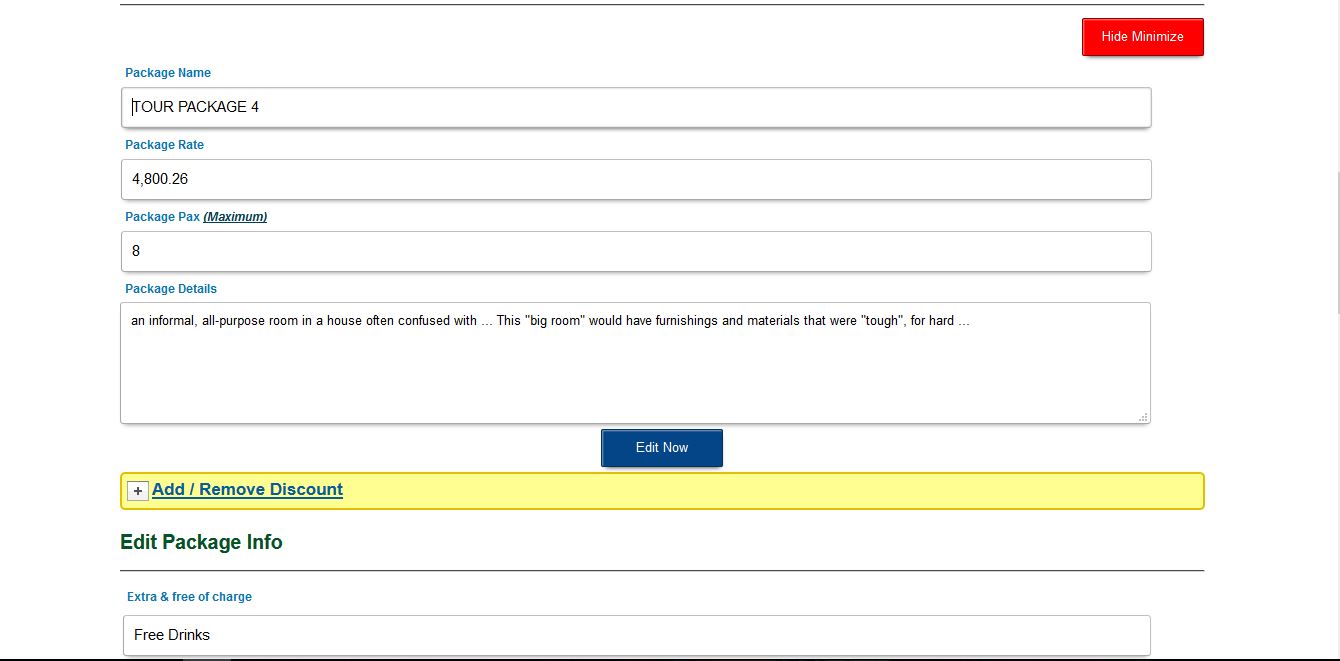 Hide Minimize
Package Name
TOUR PACKAGE 4
Package Rate
4,800.26
Package Pax (Maximum)
8
Package Details
an informal, all-purpose room in a house often confused with ... This "big room" would have furnishings and materials that were "tough", for hard ...
Edit Now
+ Add / Remove Discount
Edit Package Info
Extra & free of charge
Free Drinks